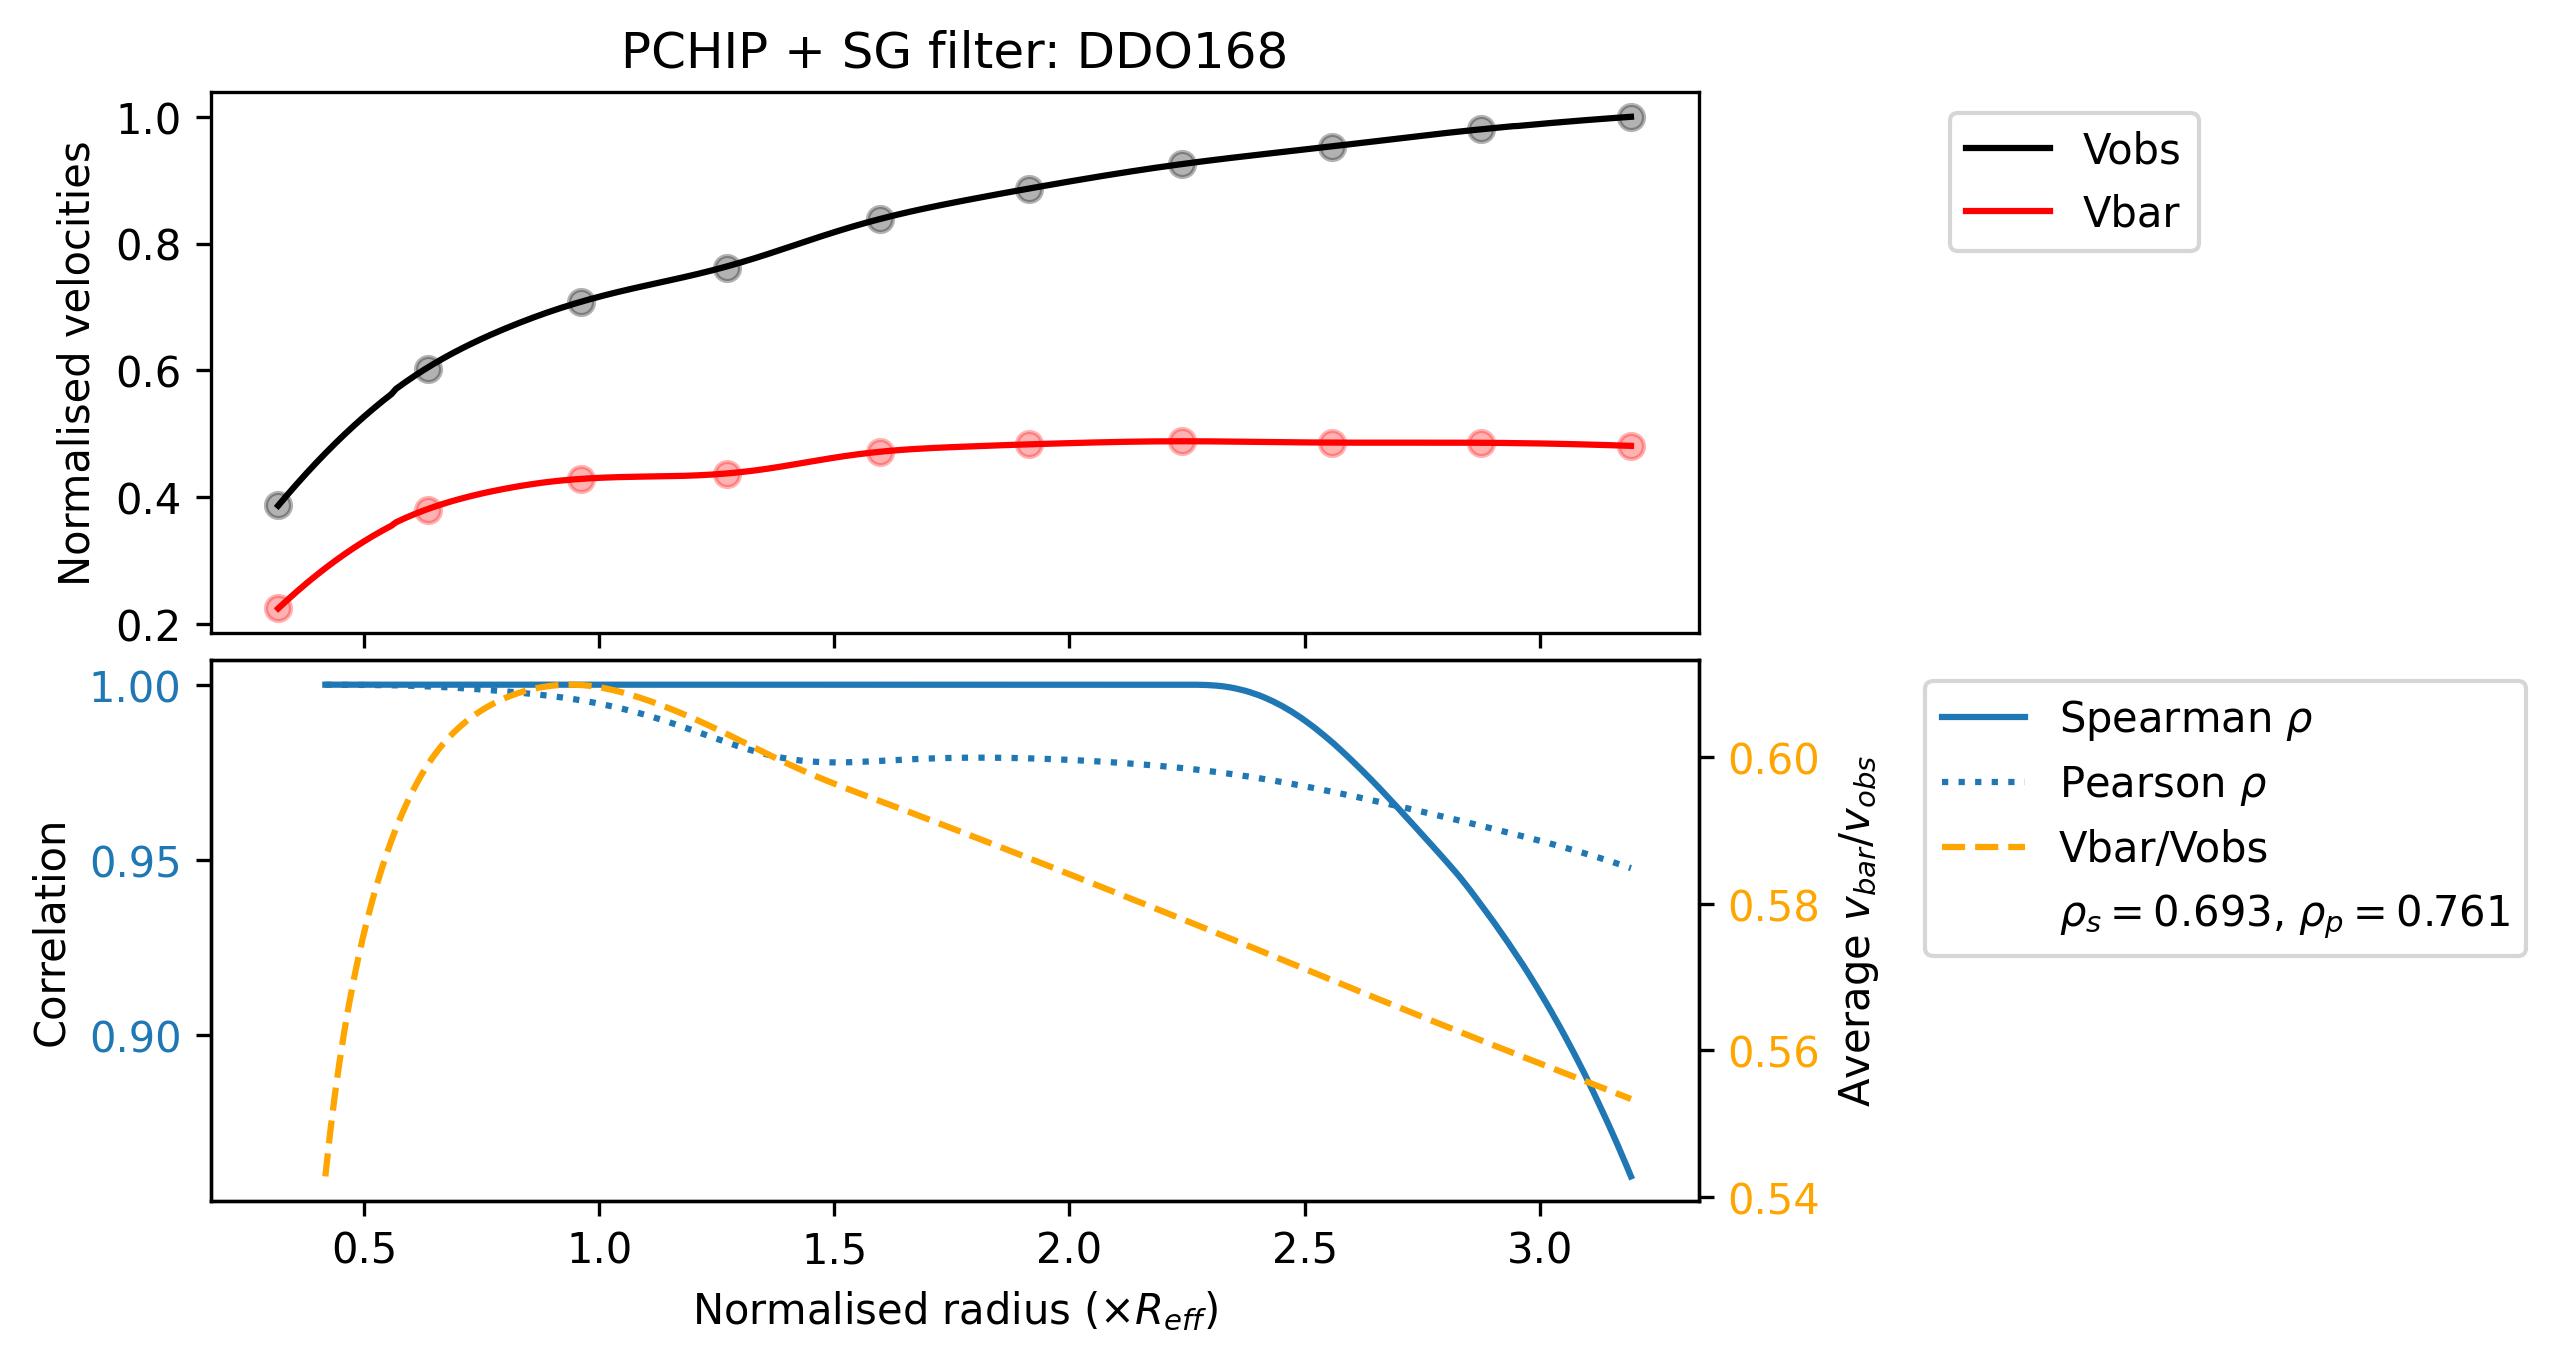 PCHIP + SG filter: DDO168
Normalised velocities
1.0
0.8
0.6
0.4
0.2
Vobs
Vbar
Correlation
1.00
0.95
0.90
0.60
0.58
0.56
0.54
Average v_bar/v_obs
Spearman ρ
Pearson ρ
Vbar/Vobs
ρ_s = 0.693, ρ_p = 0.761
0.5 1.0 1.5 2.0 2.5 3.0
Normalised radius (×R_eff)